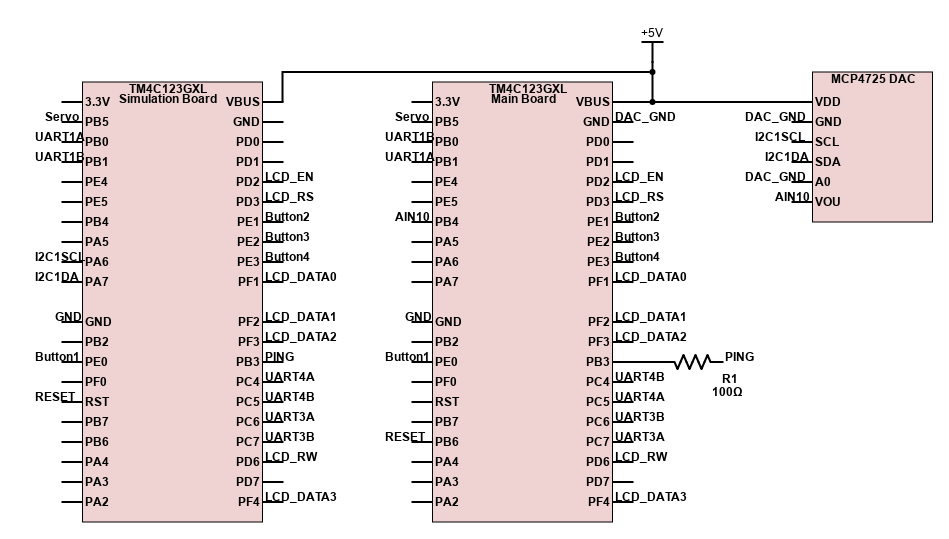 +5V
TM4C123GXL
Simulation Board
3.3V VBUS
Servo PB5 GND
UART1A PB0 PD0
UART1B PB1 PD1
PE4 PD2 LCD_EN
PE5 PD3 LCD_RS
PB4 PE1 Button2
PA5 PE2 Button3
I2C1SCL PA6 PE3 Button4
I2C1DA PA7 PF1 LCD_DATA0
GND GND PF2 LCD_DATA1
PB2 PF3 LCD_DATA2
Button1 PE0 PB3 PING
PF0 PC4 UART4A
RESET RST PC5 UART4B
PB7 PC6 UART3A
PB6 PC7 UART3B
PA4 PD6 LCD_RW
PA3 PD7
PA2 PF4 LCD_DATA3
TM4C123GXL
Main Board
3.3V VBUS
Servo PB5 GND DAC_GND
UART1B PB0 PD0
UART1A PB1 PD1
PE4 PD2 LCD_EN
PE5 PD3 LCD_RS
AIN10 PB4 PE1 Button2
PA5 PE2 Button3
PA6 PE3 Button4
PA7 PF1 LCD_DATA0
GND GND PF2 LCD_DATA1
PB2 PF3 LCD_DATA2
Button1 PE0 PB3 PING
R1
100Ω
PF0 PC4 UART4B
RST PC5 UART4A
PB7 PC6 UART3B
RESET PB6 PC7 UART3A
PA4 PD6 LCD_RW
PA3 PD7
PA2 PF4 LCD_DATA3
MCP4725 DAC
VDD
DAC_GND GND
I2C1SCL SCL
I2C1DA SDA
DAC_GND A0
AIN10 VOU